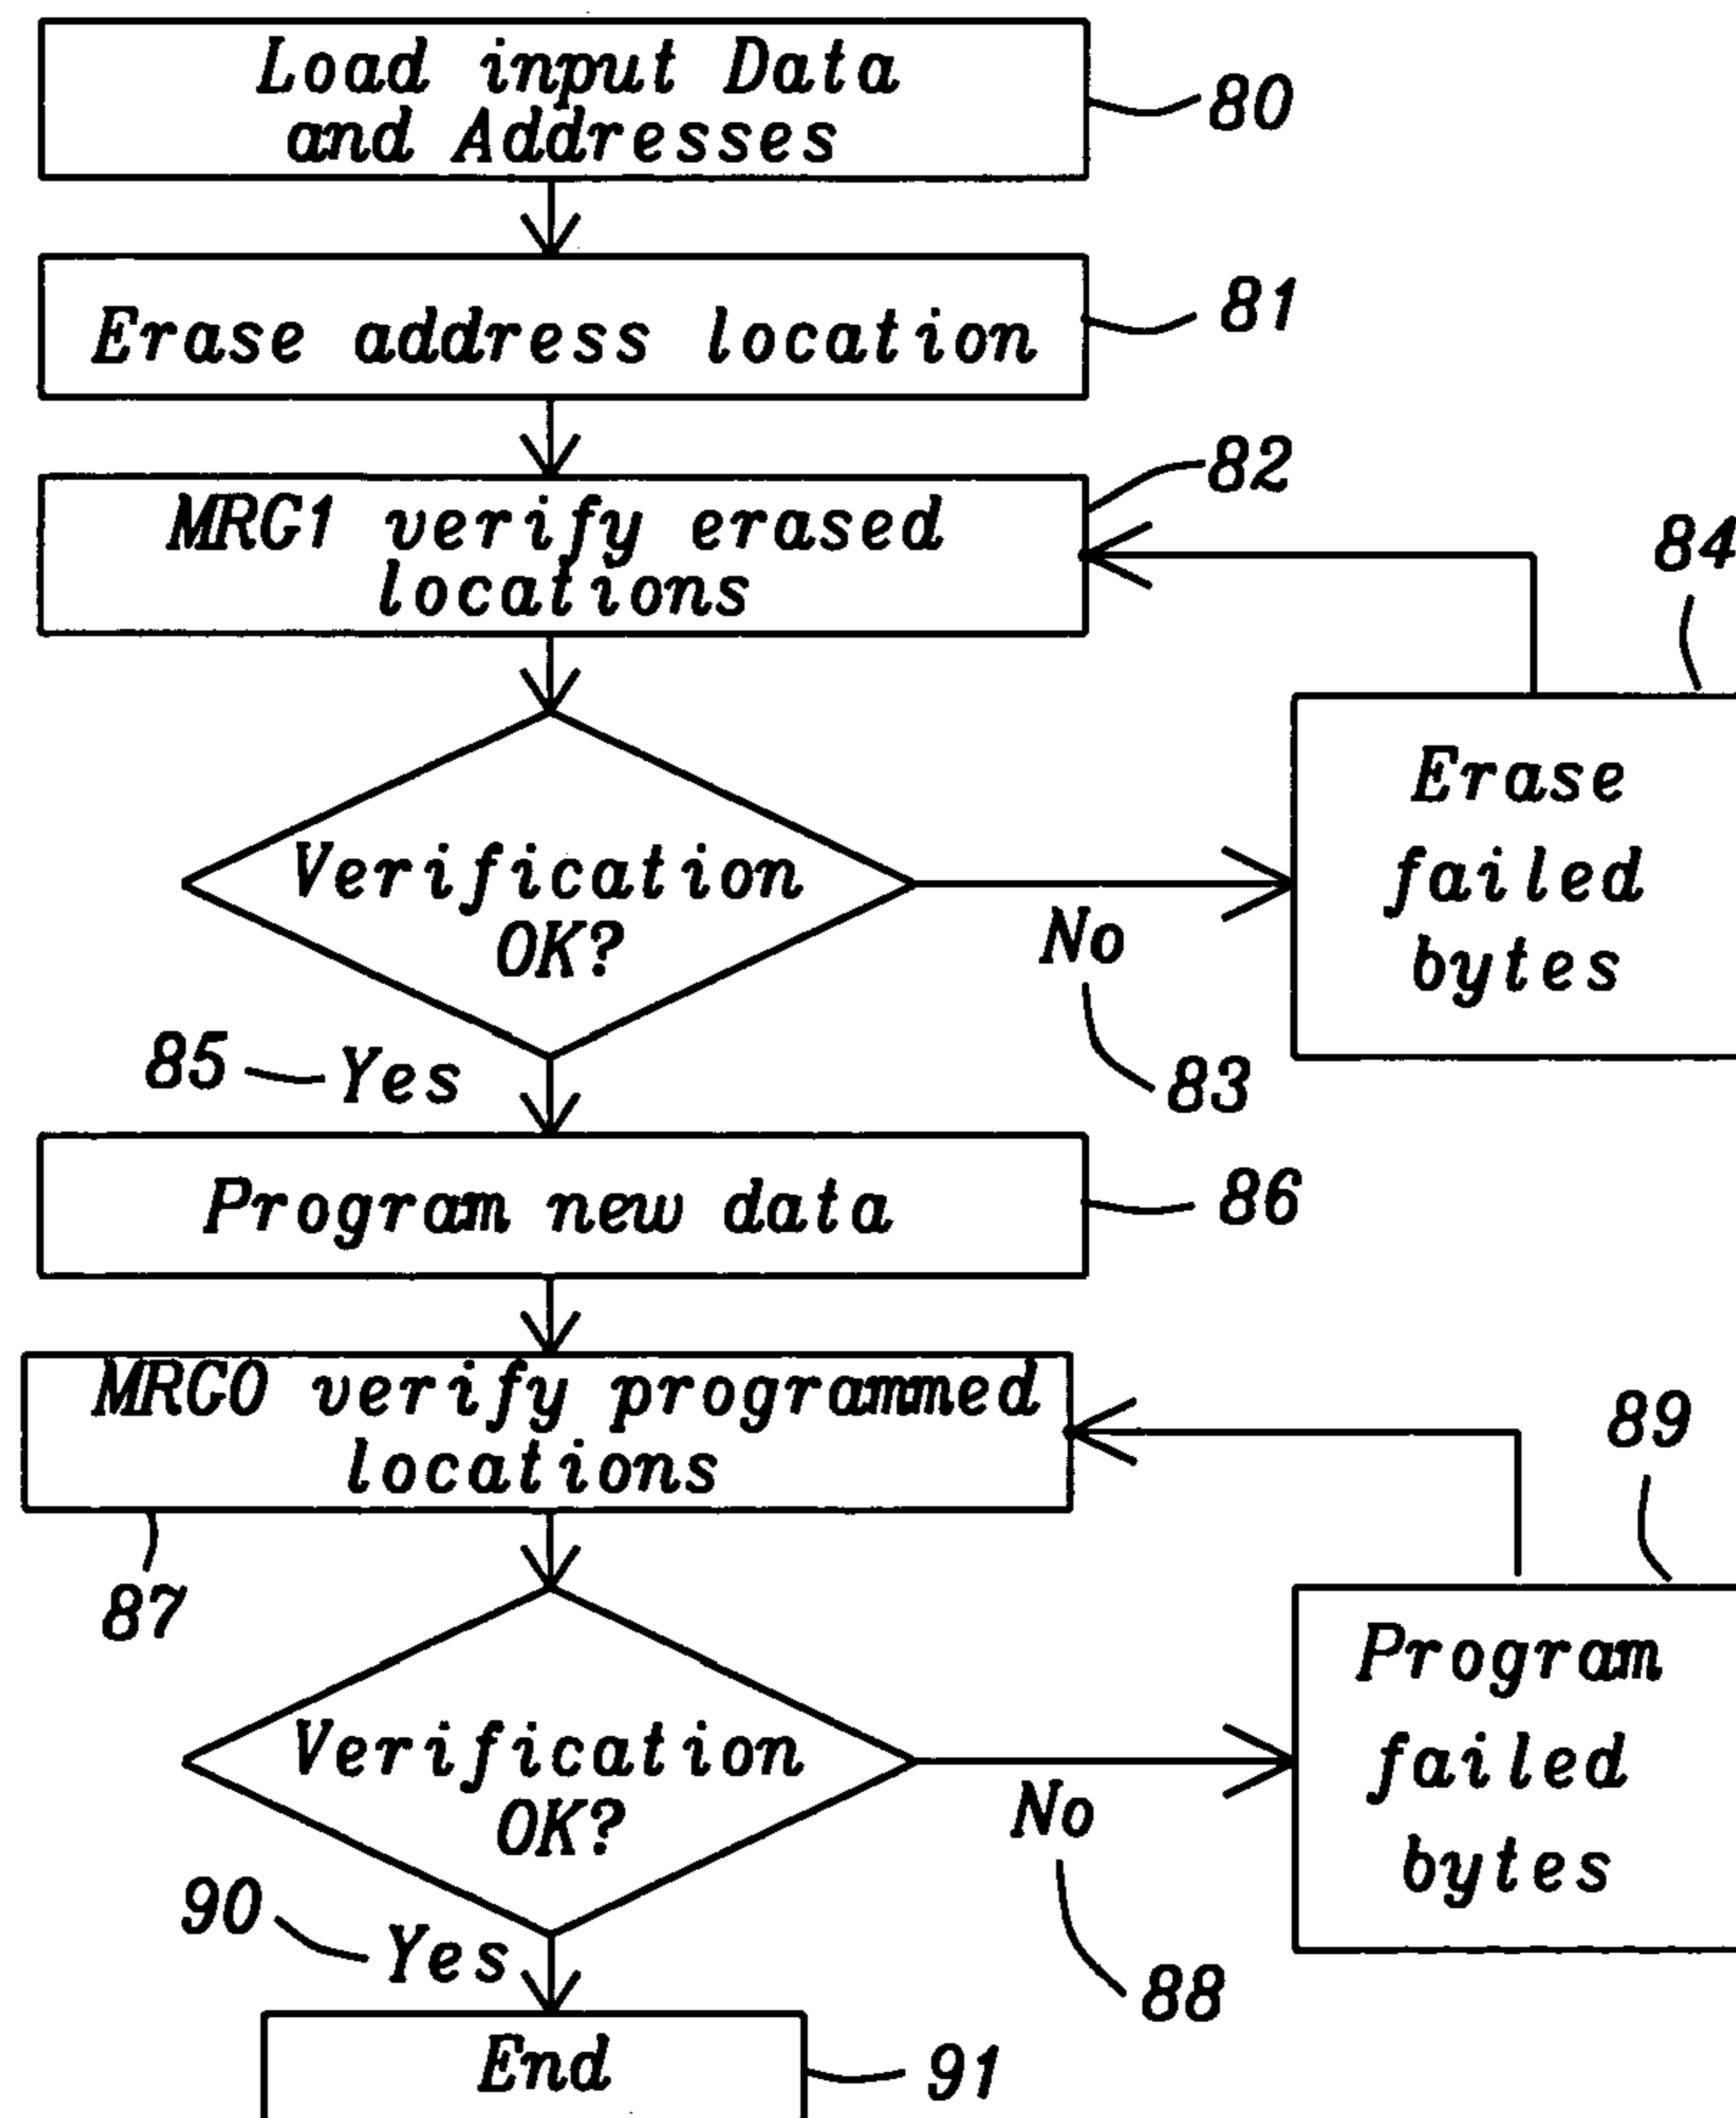 Load input Data
and Addresses
80
Erase address location
81
MRG1 verify erased
locations
82
84
Erase
failed
bytes
Verification
OK?
No
83
85
Yes
Program new data
86
MRG0 verify programmed
locations
87
89
Program
failed
bytes
Verification
OK?
No
88
90
Yes
End
91